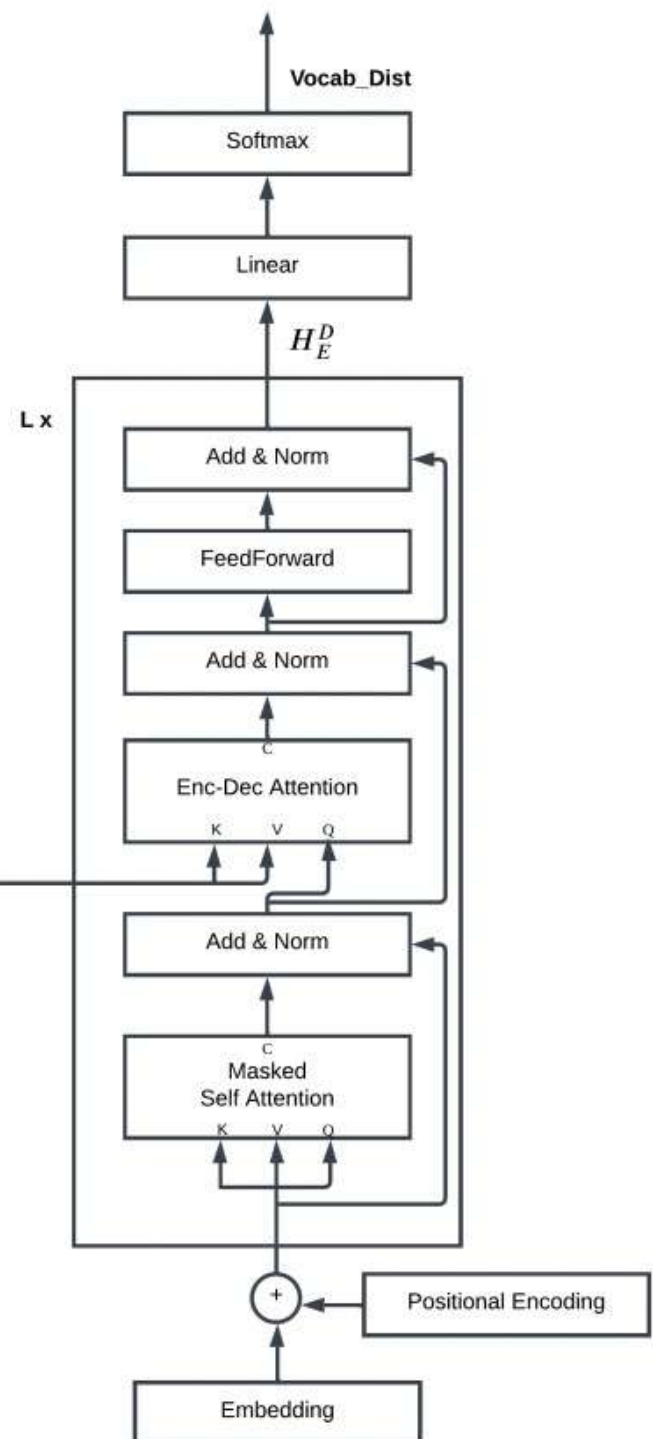 Vocab_Dist
Softmax
Linear
H_E^D
L x
Add & Norm
FeedForward
Add & Norm
C
Enc-Dec Attention
K V Q
Add & Norm
C
Masked
Self Attention
K V Q
+
Positional Encoding
Embedding